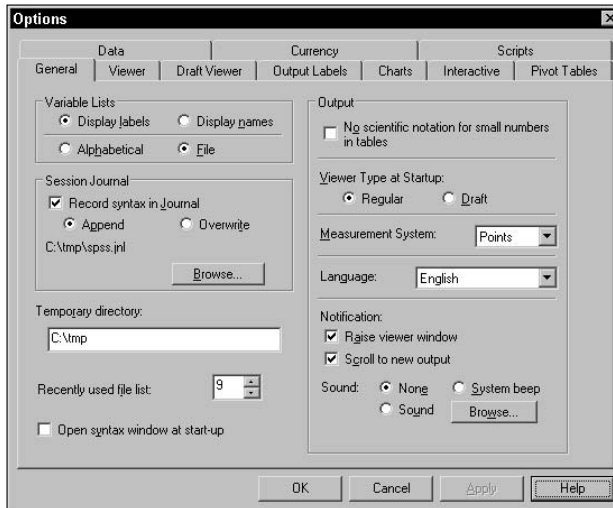 Options
Data
Currency
Scripts
General
Viewer
Draft Viewer
Output Labels
Charts
Interactive
Pivot Tables
Variable Lists
Display labels
Display names
Alphabetical
File
Session Journal
Record syntax in Journal
Append
Overwrite
C:\tmp\spss.jnl
Browse...
Temporary directory:
C:\tmp
Recently used file list:
9
Open syntax window at start-up
Output
No scientific notation for small numbers
in tables
Viewer Type at Startup:
Regular
Draft
Measurement System:
Points
Language:
English
Notification:
Raise viewer window
Scroll to new output
Sound:
None
System beep
Sound
Browse...
OK
Cancel
Apply
Help